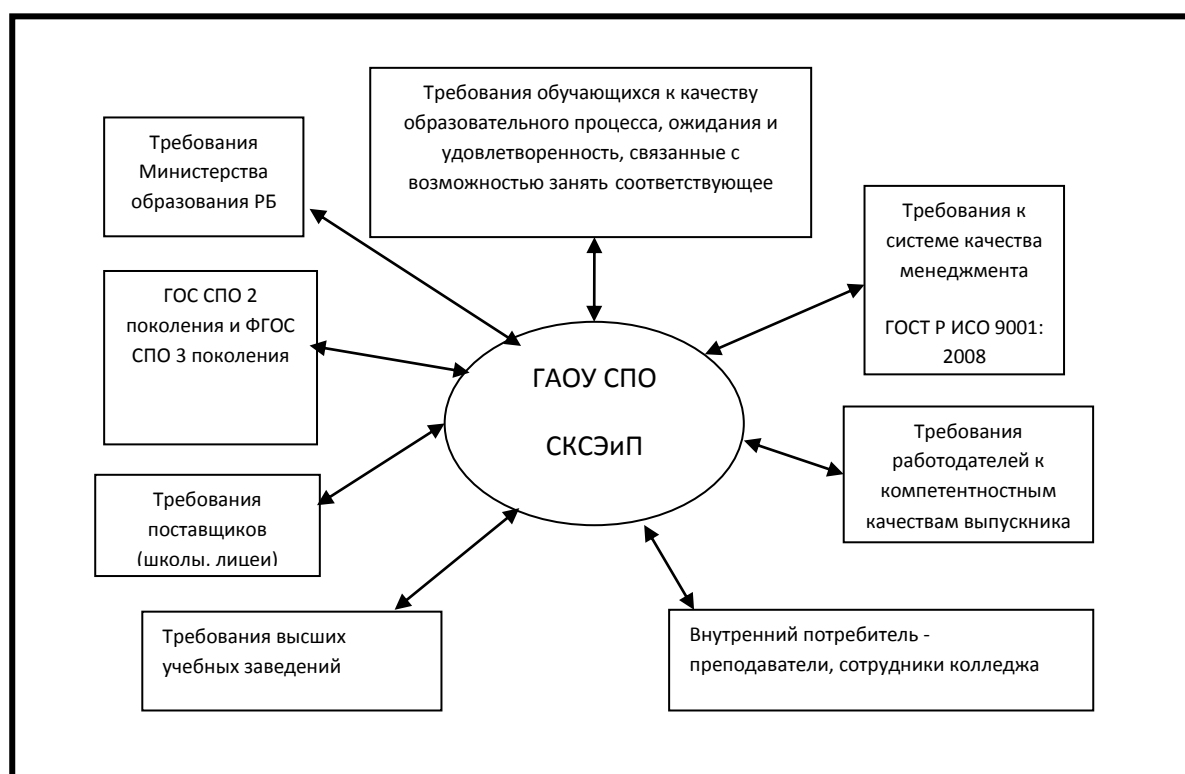 Требования обучающихся к качеству
образовательного процесса, ожидания и
удовлетворенность, связанные с
возможностью занять соответствующее
Требования
Министерства
образования РБ
Требования к
системе качества
менеджмента
ГОСТ Р ИСО 9001:
2008
ГОС СПО 2
поколения и ФГОС
СПО 3 поколения
ГАОУ СПО
СКСЭиП
Требования
работодателей к
компетентностным
качествам выпускника
Требования
поставщиков
(школы, лицеи)
Требования высших
учебных заведений
Внутренний потребитель -
преподаватели, сотрудники колледжа